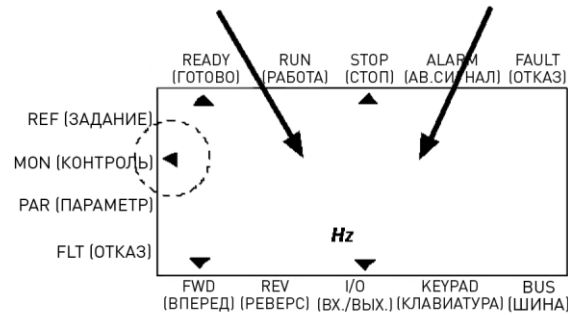 READY RUN STOP ALARM FAULT
(ГОТОВО) (РАБОТА) (СТОП) (АВ.СИГНАЛ) (ОТКАЗ)
REF (ЗАДАНИЕ)
MON (КОНТРОЛЬ)
PAR (ПАРАМЕТР)
Hz
FLT (ОТКАЗ)
FWD REV I/O KEYPAD BUS
(ВПЕРЕД) (РЕВЕРС) (ВХ./ВЫХ.) (КЛАВИАТУРА) (ШИНА)